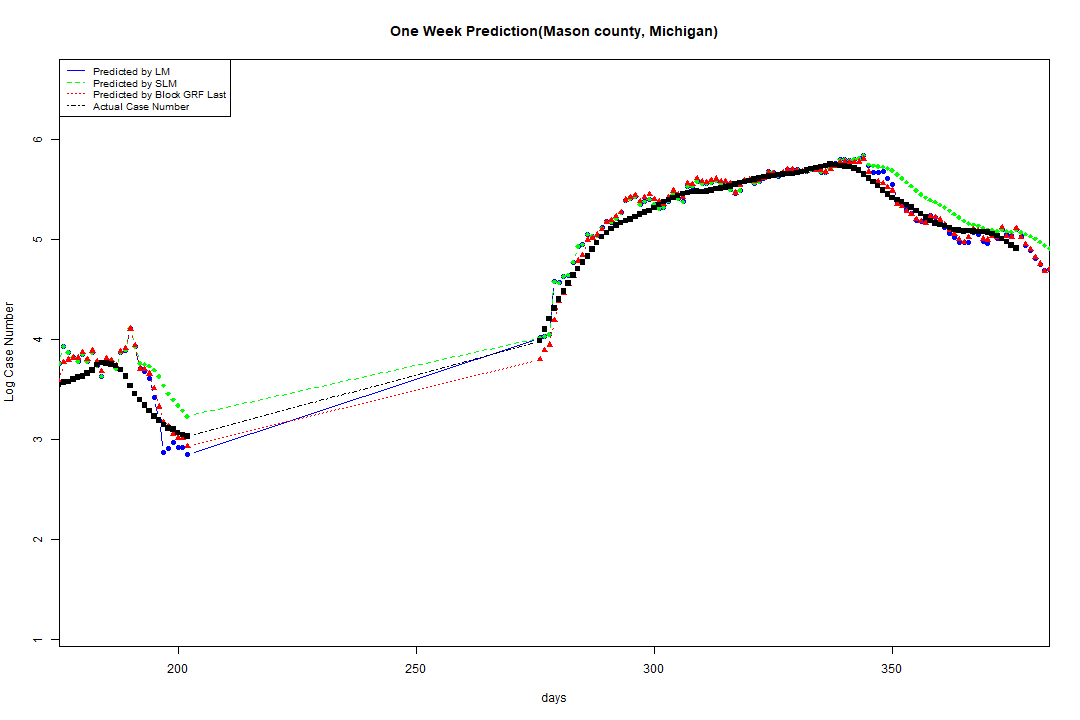 One Week Prediction(Mason county, Michigan)
Predicted by LM
Predicted by SLM
Predicted by Block GRF Last
Actual Case Number
Log Case Number
6
5
4
3
2
1
200 250 300 350
days